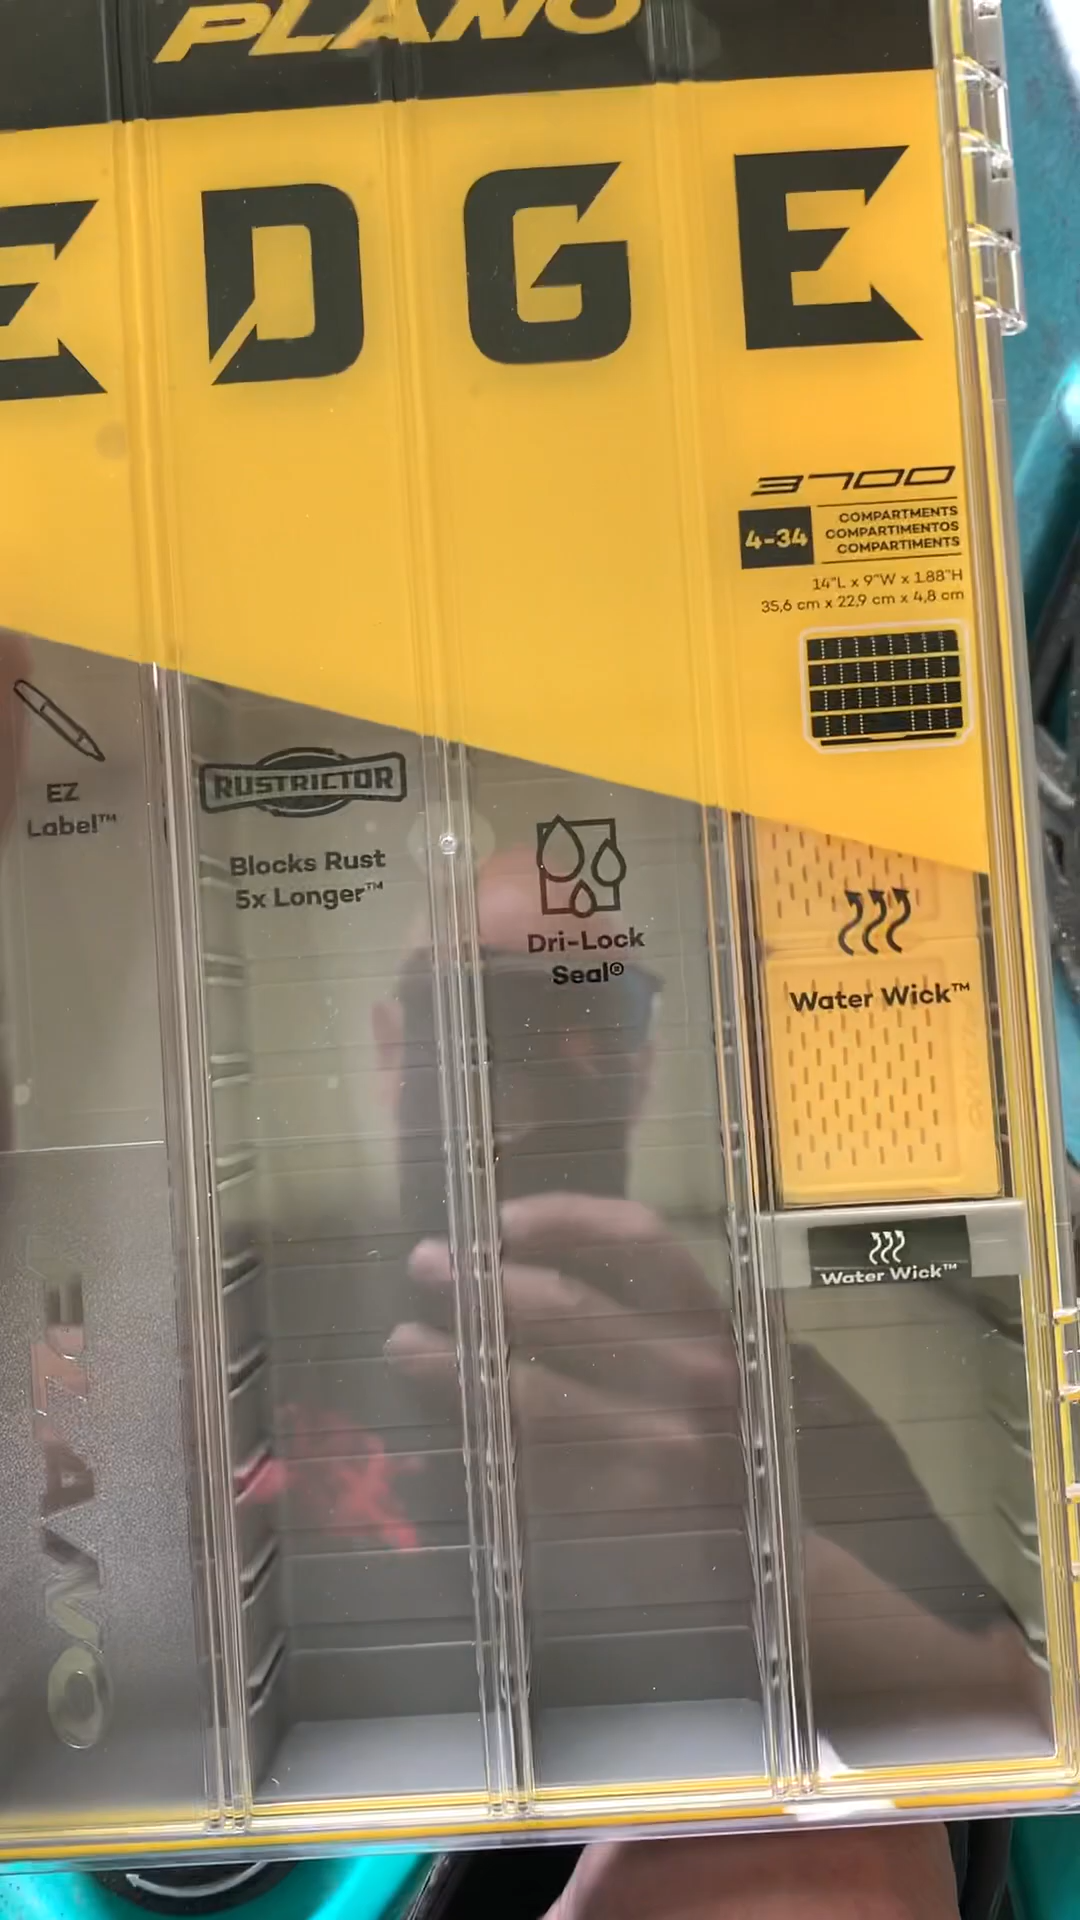 PLANO
EDGE
3700
4-34
COMPARTMENTS
COMPARTIMENTOS
COMPARTIMENTS
14"L x 9"W x 1.88"H
35,6 cm x 22,9 cm x 4,8 cm
EZ
Label™
RUSTRICTOR
Blocks Rust
5x Longer™
Dri-Lock
Seal®
Water Wick™
Water Wick™
PLANO